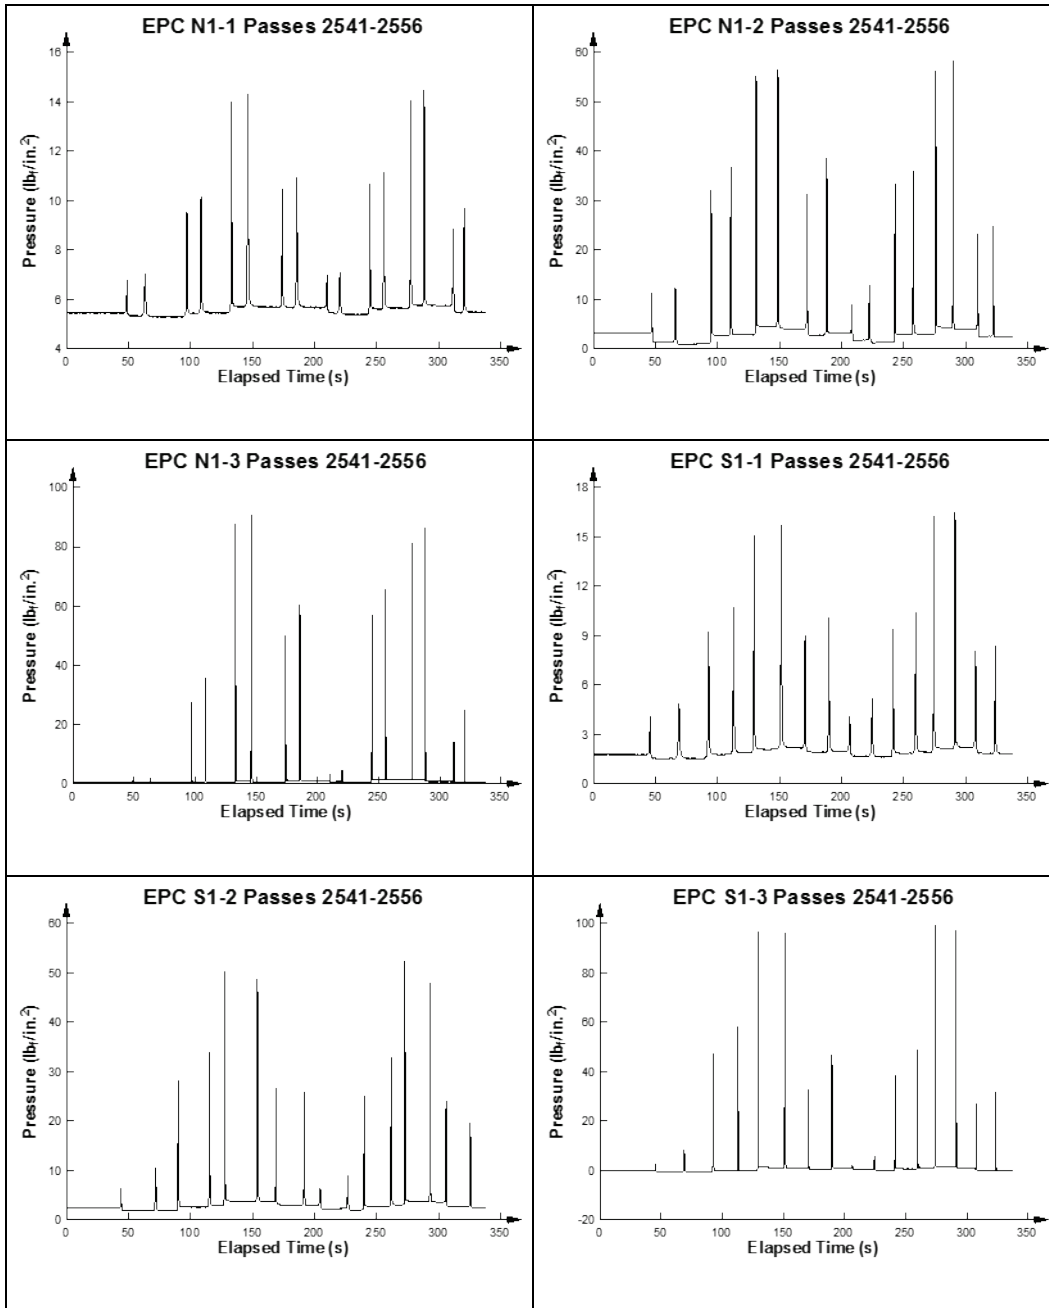 EPC N1-1 Passes 2541-2556
Pressure (lbf/in.²)
16
14
12
10
8
6
4
0 50 100 150 200 250 300 350
Elapsed Time (s)
EPC N1-2 Passes 2541-2556
Pressure (lbf/in.²)
60
50
40
30
20
10
0
0 50 100 150 200 250 300 350
Elapsed Time (s)
EPC N1-3 Passes 2541-2556
Pressure (lbf/in.²)
100
80
60
40
20
0
0 50 100 150 200 250 300 350
Elapsed Time (s)
EPC S1-1 Passes 2541-2556
Pressure (lbf/in.²)
18
15
12
9
6
3
0
0 50 100 150 200 250 300 350
Elapsed Time (s)
EPC S1-2 Passes 2541-2556
Pressure (lbf/in.²)
60
50
40
30
20
10
0
0 50 100 150 200 250 300 350
Elapsed Time (s)
EPC S1-3 Passes 2541-2556
Pressure (lbf/in.²)
100
80
60
40
20
0
-20
0 50 100 150 200 250 300 350
Elapsed Time (s)